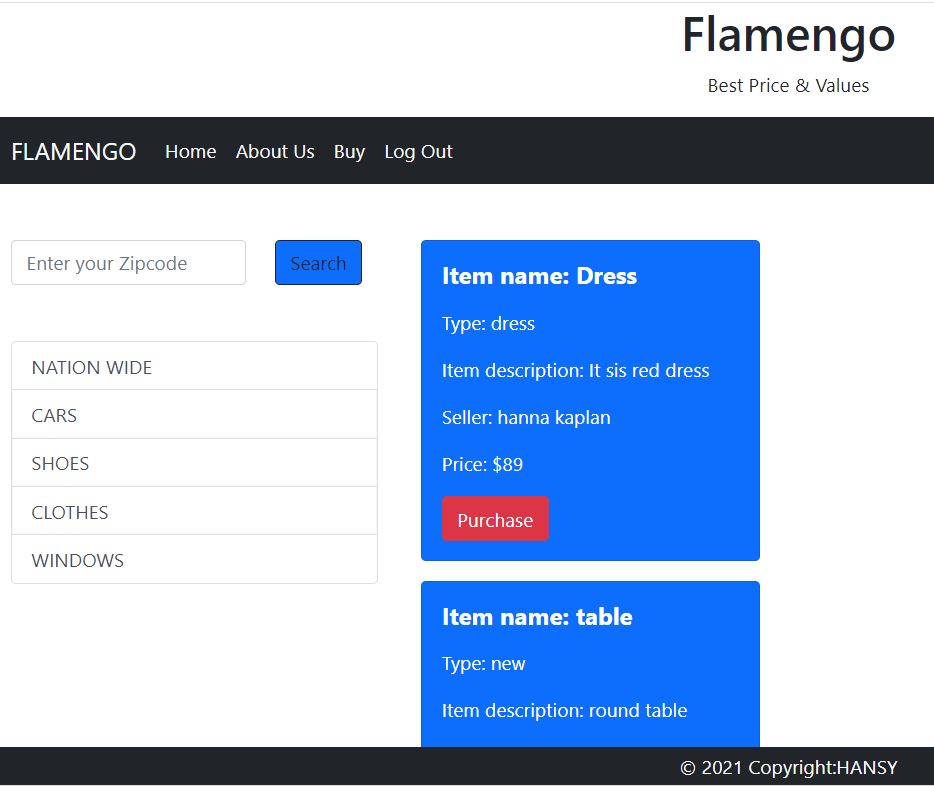 Flamengo
Best Price & Values
FLAMENGO Home About Us Buy Log Out
Enter your Zipcode Search
NATION WIDE
CARS
SHOES
CLOTHES
WINDOWS
Item name: Dress
Type: dress
Item description: It sis red dress
Seller: hanna kaplan
Price: $89
Purchase
Item name: table
Type: new
Item description: round table
© 2021 Copyright:HANSY